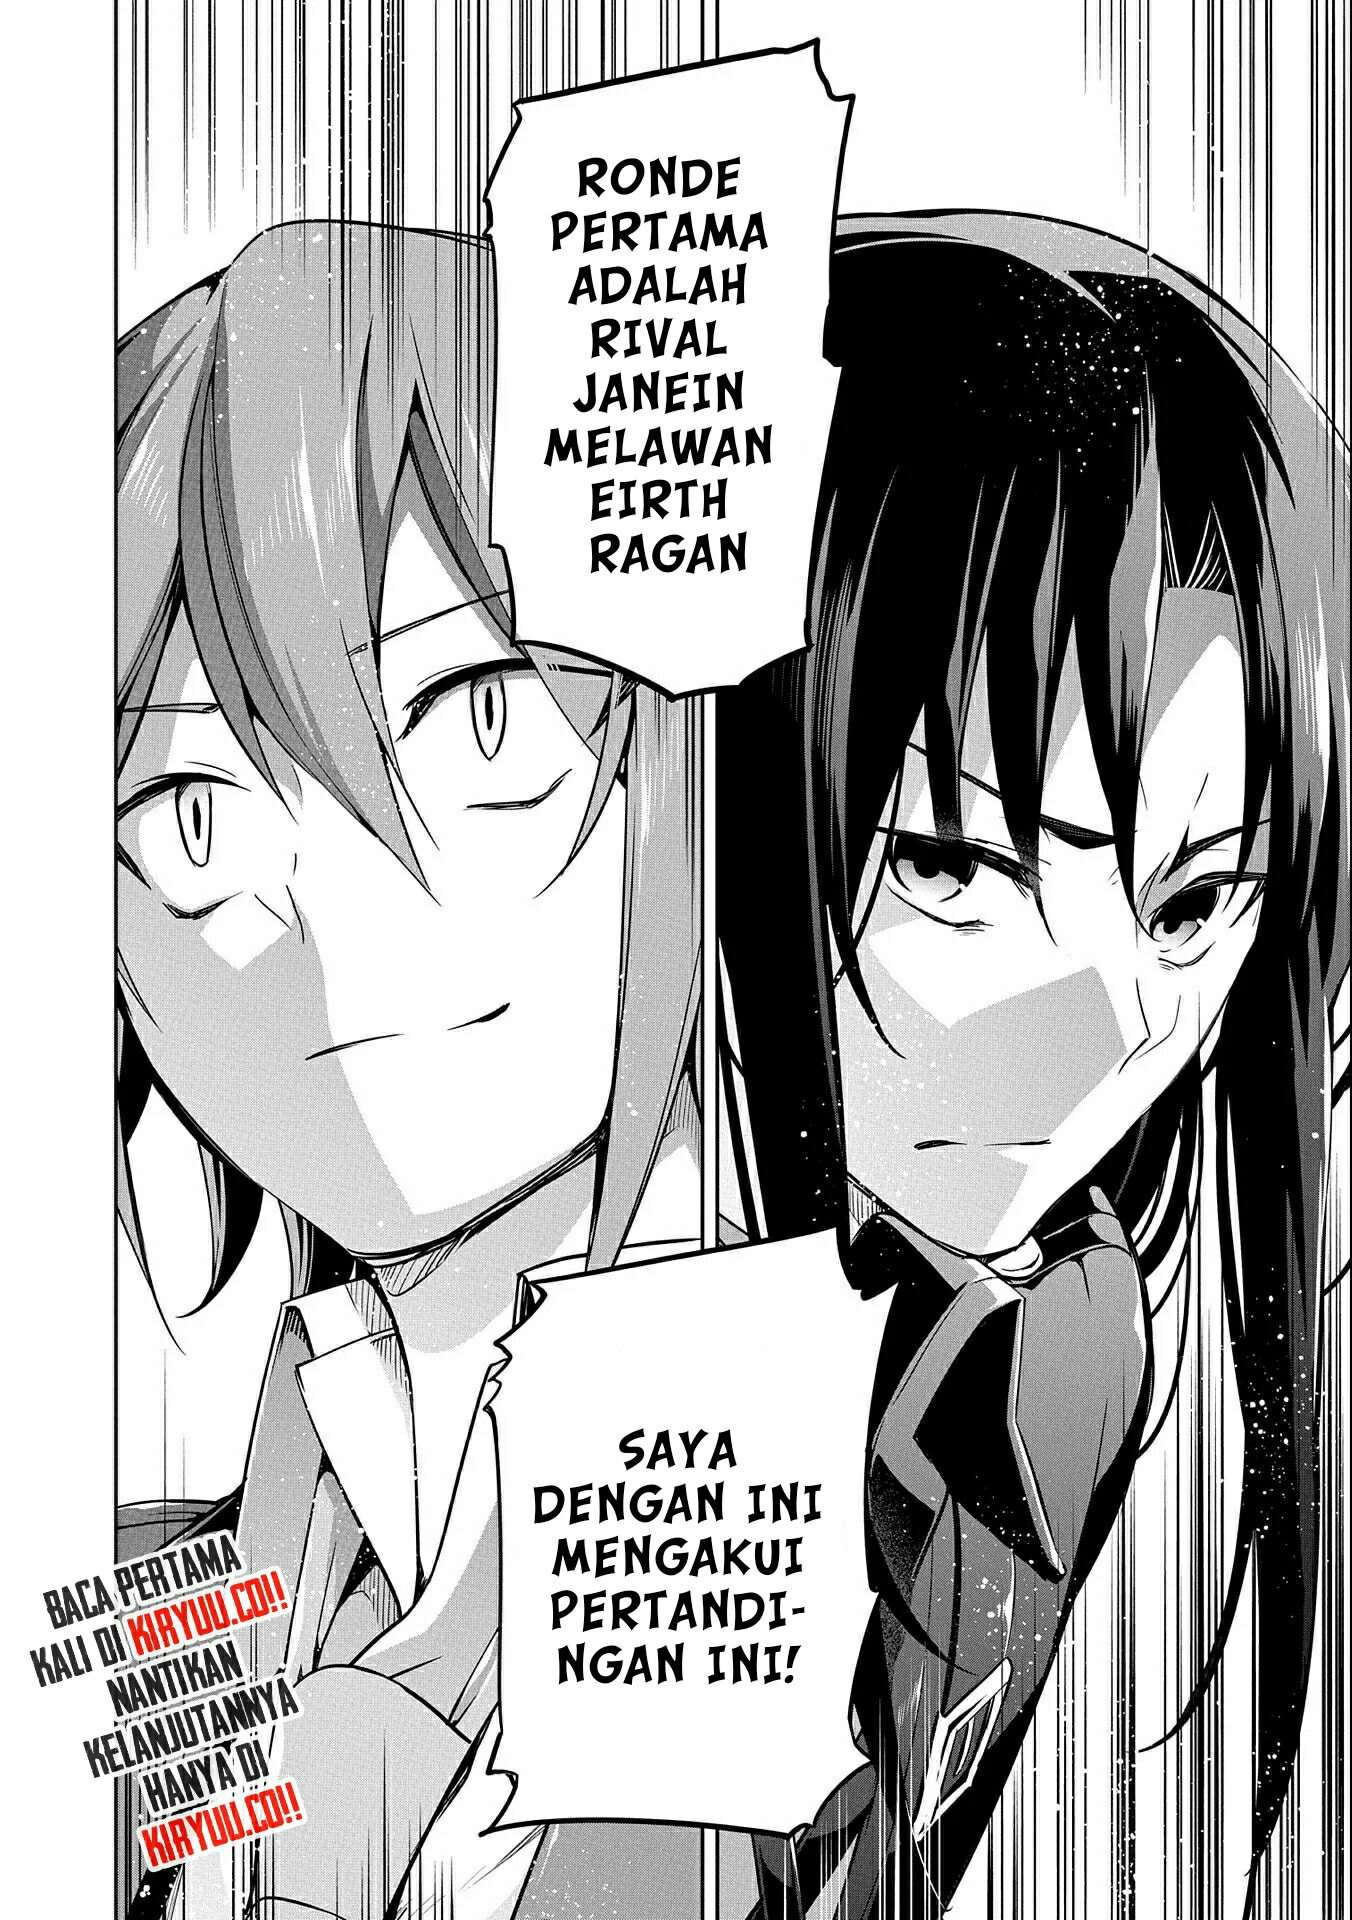 RONDE
PERTAMA
ADALAH
RIVAL
JANEIN
MELAWAN
EIRTH
RAGAN
SAYA
DENGAN INI
MENGAKUI
PERTANDI-
NGAN INI!
BACA PERTAMA
KALI DI KIRYUU.CO!!
NANTIKAN
KELANJUTANNYA
HANYA DI
KIRYUU.CO!!